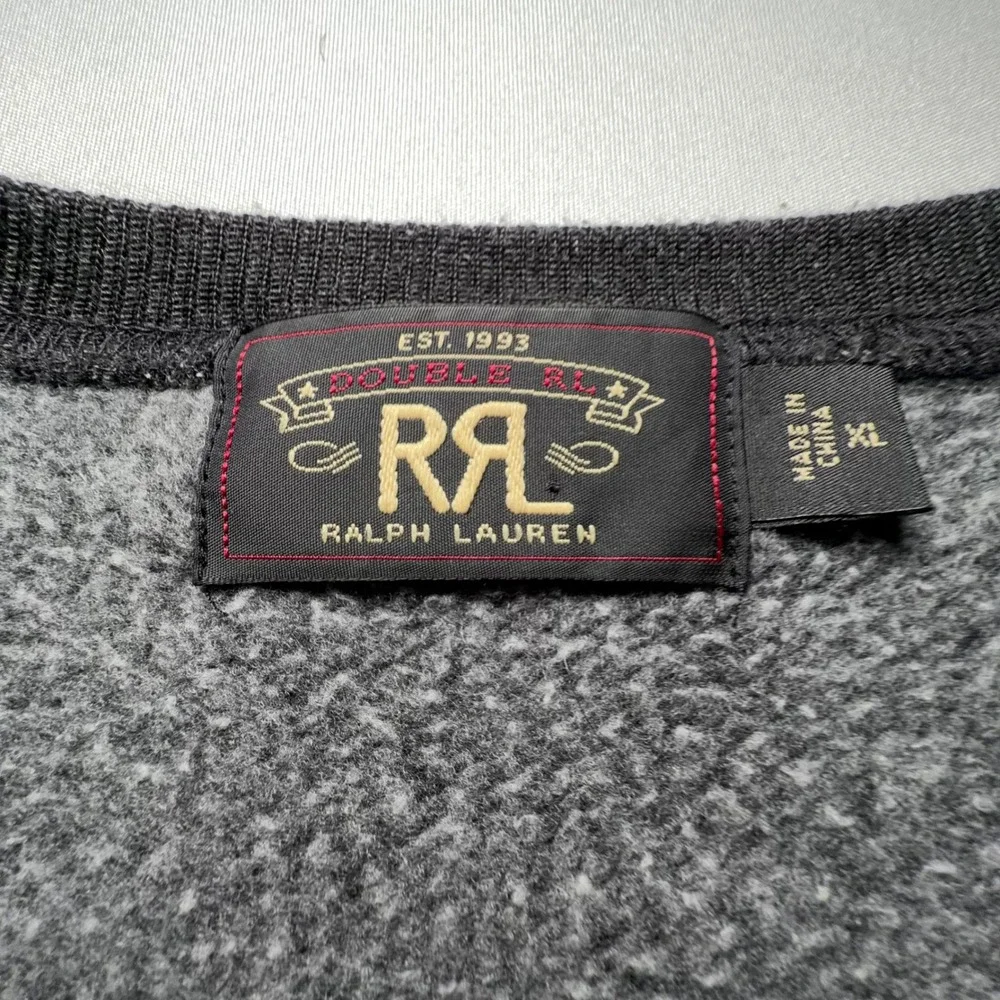 EST. 1993
DOUBLE RL
RRL
RALPH LAUREN
MADE IN
CHINA
XL